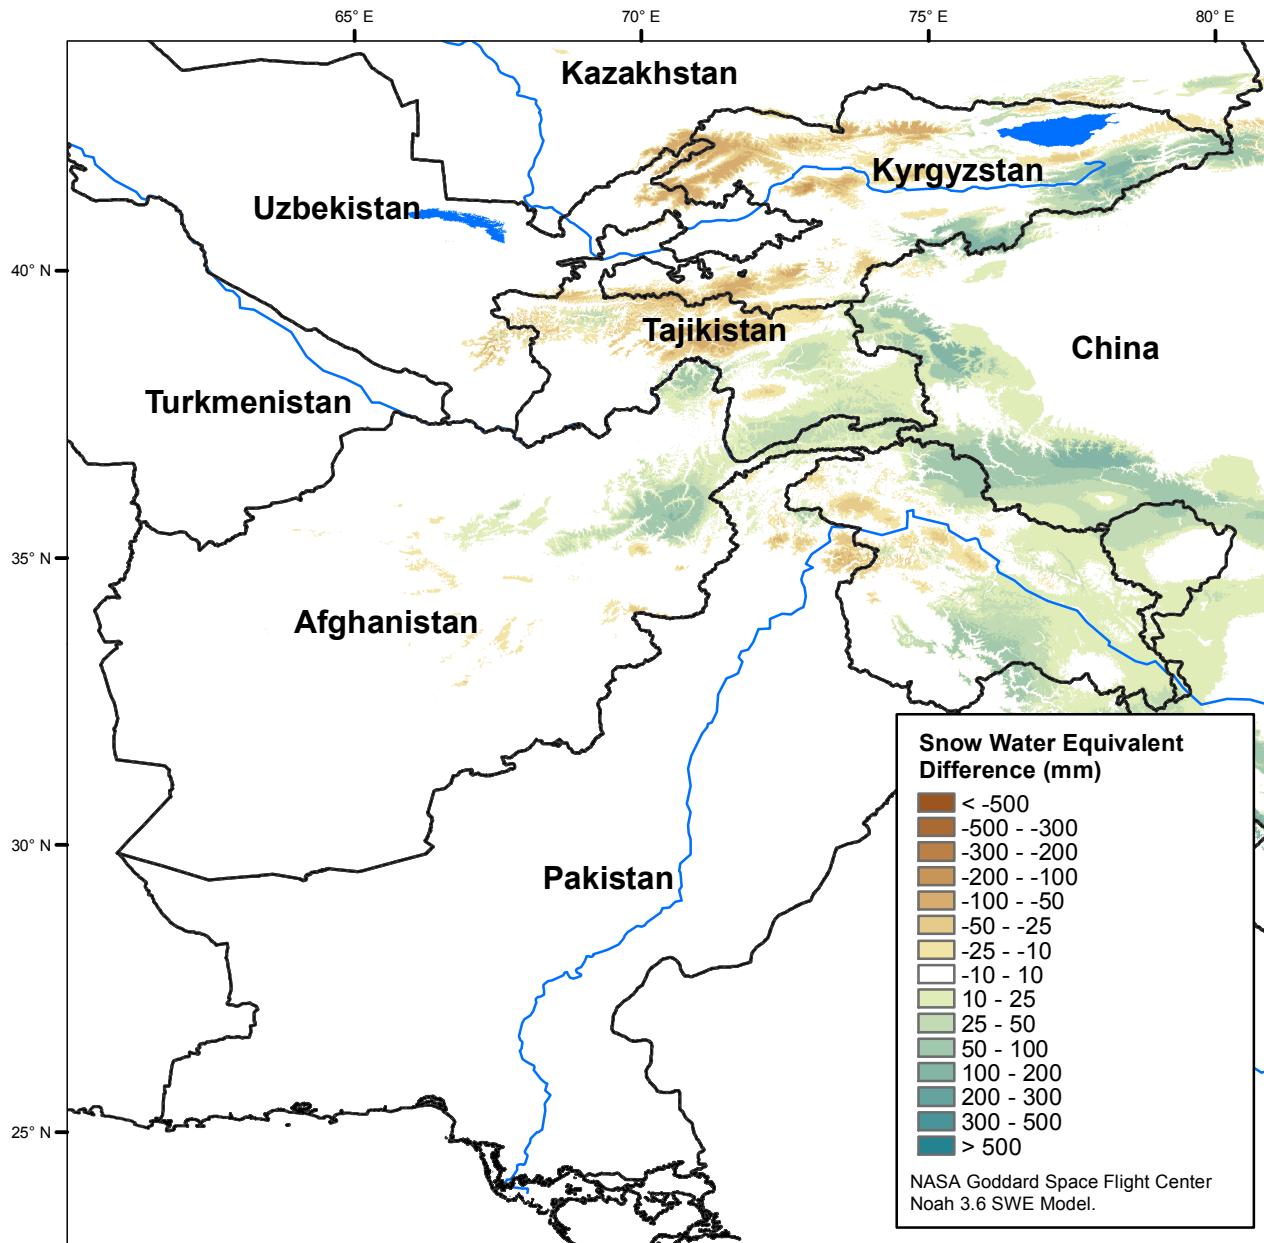 65° E
70° E
75° E
80° E
Kazakhstan
Kyrgyzstan
Uzbekistan
40° N
Tajikistan
China
Turkmenistan
35° N
Afghanistan
Snow Water Equivalent
Difference (mm)
< -500
-500 - -300
-300 - -200
-200 - -100
-100 - -50
-50 - -25
-25 - -10
-10 - 10
10 - 25
25 - 50
50 - 100
100 - 200
200 - 300
300 - 500
> 500
NASA Goddard Space Flight Center
Noah 3.6 SWE Model.
30° N
Pakistan
25° N